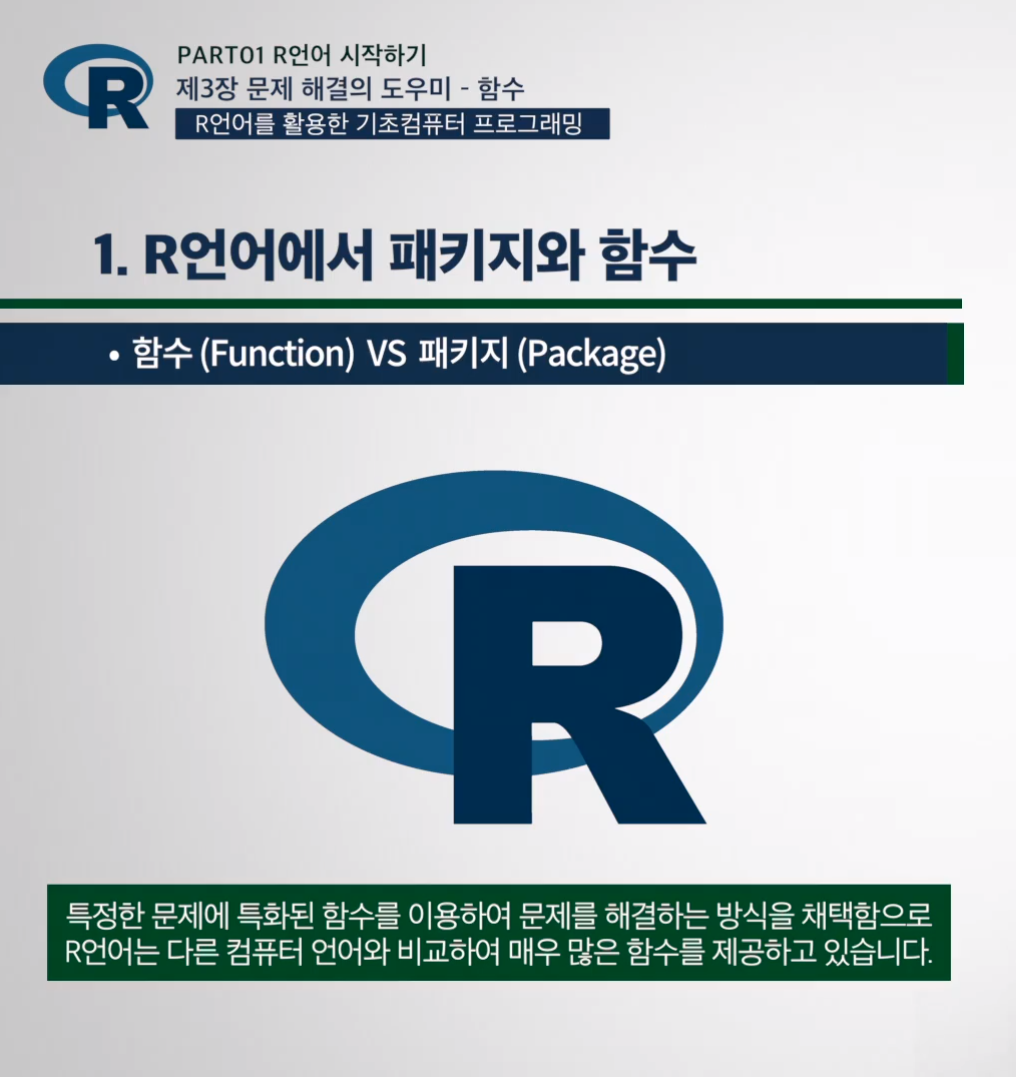 R
PART01 R언어 시작하기
제3장 문제 해결의 도우미 - 함수
R언어를 활용한 기초컴퓨터 프로그래밍
1. R언어에서 패키지와 함수
• 함수 (Function) VS 패키지 (Package)
R
특정한 문제에 특화된 함수를 이용하여 문제를 해결하는 방식을 채택함으로
R언어는 다른 컴퓨터 언어와 비교하여 매우 많은 함수를 제공하고 있습니다.